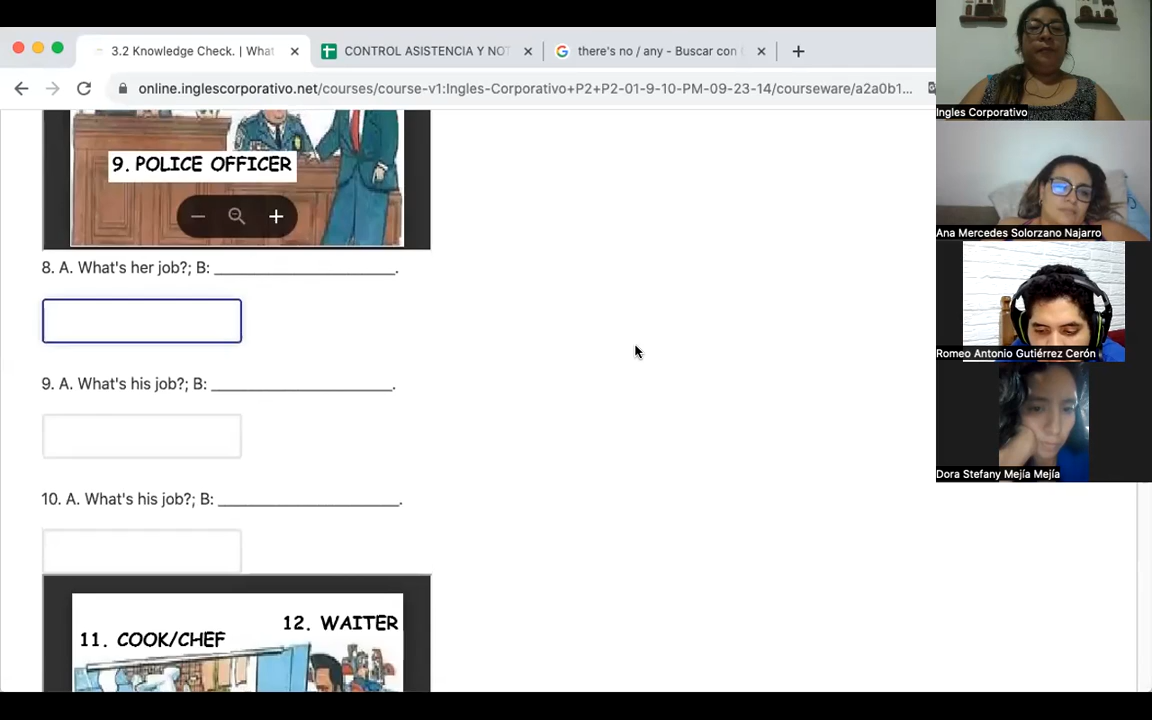 3.2 Knowledge Check. | What
CONTROL ASISTENCIA Y NOT
there's no / any - Buscar con
online.inglescorporativo.net/courses/course-v1:Ingles-Corporativo+P2+P2-01-9-10-PM-09-23-14/courseware/a2a0b1...
Ingles Corporativo
Ana Mercedes Solorzano Najarro
Romeo Antonio Gutiérrez Cerón
Dora Stefany Mejía Mejía
9. POLICE OFFICER
8. A. What's her job?; B: ____________________.
9. A. What's his job?; B: ____________________.
10. A. What's his job?; B: ____________________.
12. WAITER
11. COOK/CHEF